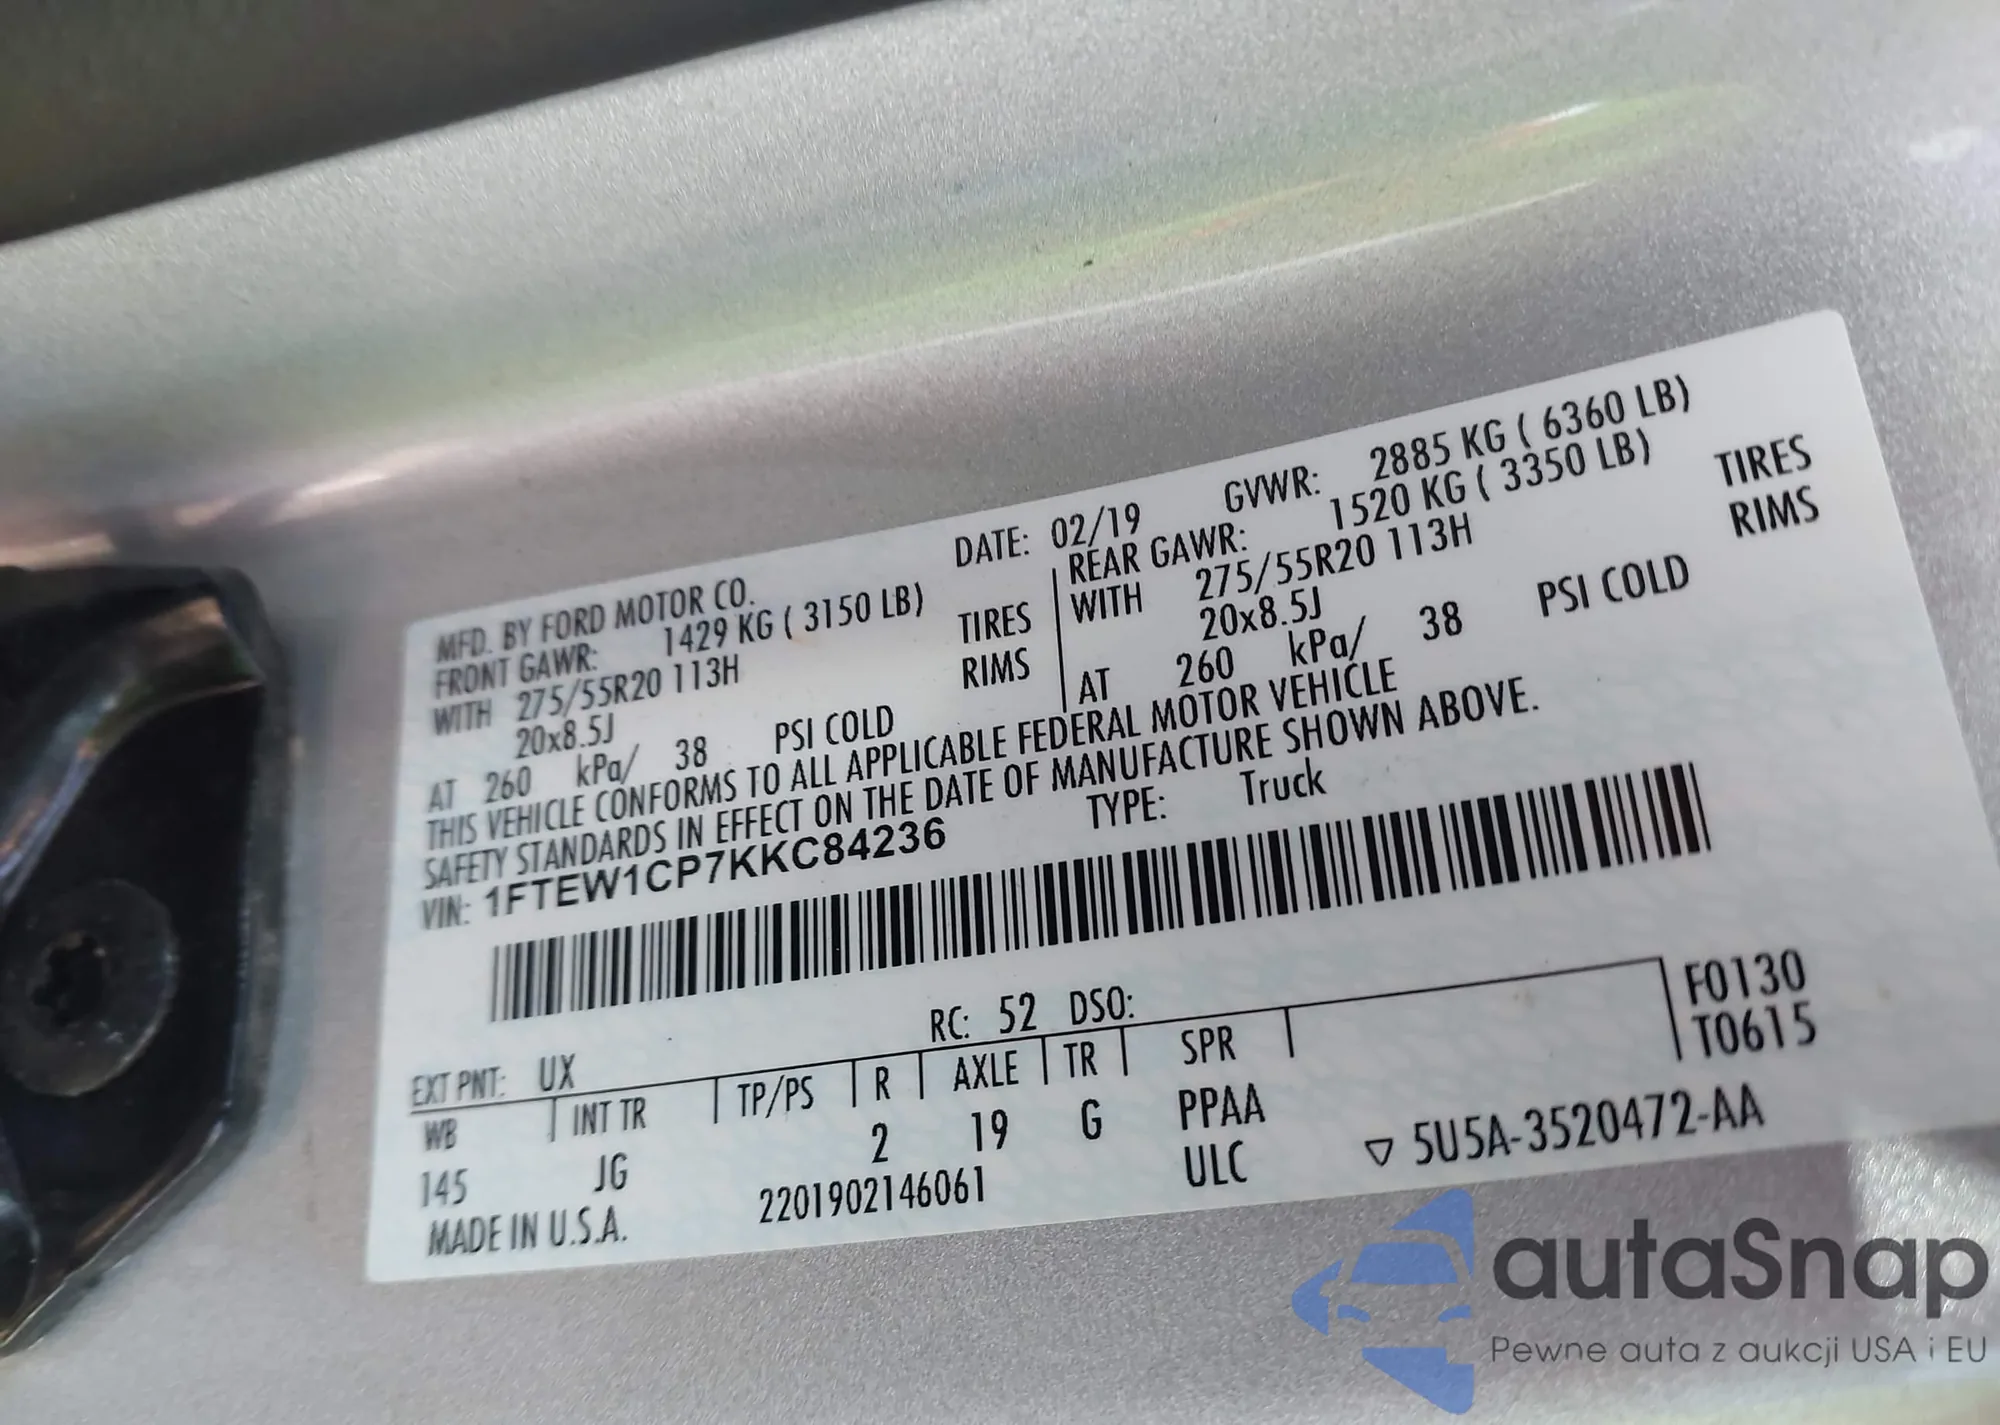 MFD. BY FORD MOTOR CO.
DATE: 02/19 GVWR: 2885 KG ( 6360 LB)
FRONT GAWR: 1429 KG ( 3150 LB)
WITH 275/55R20 113H TIRES
20x8.5J RIMS
AT 260 kPa/ 38 PSI COLD
REAR GAWR: 1520 KG ( 3350 LB)
WITH 275/55R20 113H TIRES
20x8.5J RIMS
AT 260 kPa/ 38 PSI COLD
THIS VEHICLE CONFORMS TO ALL APPLICABLE FEDERAL MOTOR VEHICLE
SAFETY STANDARDS IN EFFECT ON THE DATE OF MANUFACTURE SHOWN ABOVE.
VIN: 1FTEW1CP7KKC84236 TYPE: Truck
F0130
T0615
EXT PNT: UX RC: 52 DSO:
WB INT TR TP/PS R AXLE TR SPR
145 JG 2 19 G PPAA
MADE IN U.S.A. 2201902146061 ULC ▽ 5U5A-3520472-AA
autaSnap
Pewne auta z aukcji USA i EU